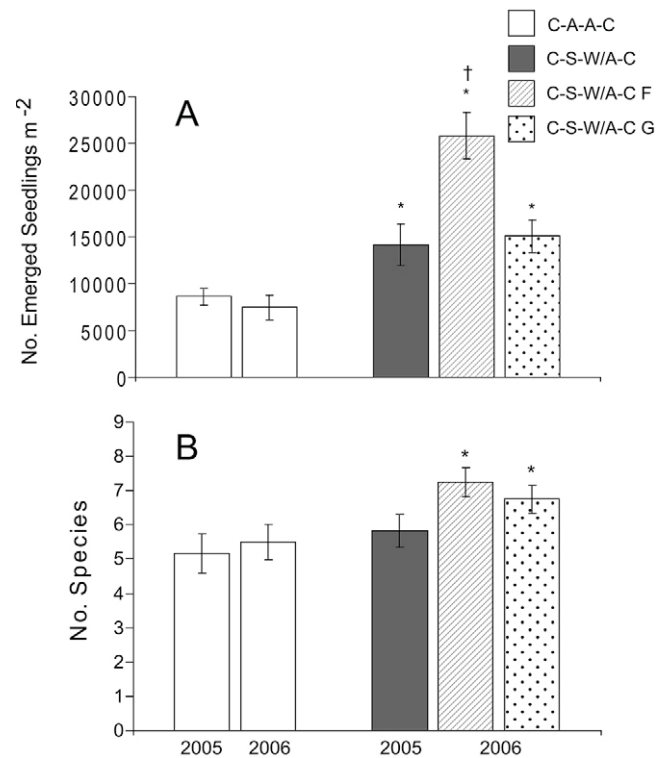 C-A-A-C
C-S-W/A-C
C-S-W/A-C F
C-S-W/A-C G
A
†
*
*
*
No. Emerged Seedlings m -2
30000
25000
20000
15000
10000
5000
0
B
*
*
No. Species
9
8
7
6
5
4
3
2
1
0
2005 2006 2005 2006